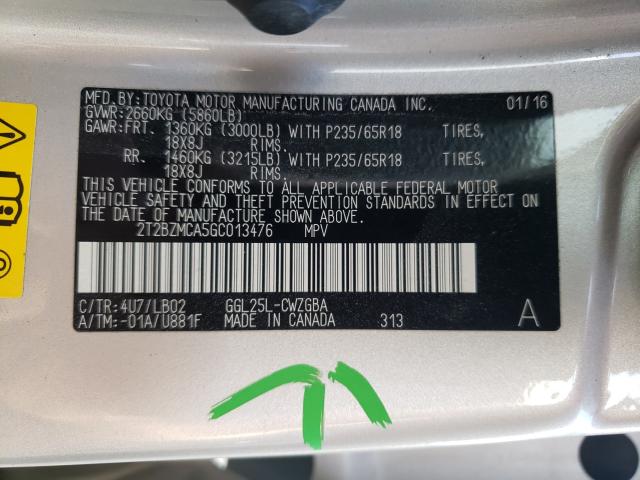 MFD.BY:TOYOTA MOTOR MANUFACTURING CANADA INC. 01/16
GVWR:2660KG (5860LB)
GAWR:FRT. 1360KG (3000LB) WITH P235/65R18 TIRES,
18X8J RIMS.
RR. 1460KG (3215LB) WITH P235/65R18 TIRES,
18X8J RIMS.
THIS VEHICLE CONFORMS TO ALL APPLICABLE FEDERAL MOTOR
VEHICLE SAFETY AND THEFT PREVENTION STANDARDS IN EFFECT ON
THE DATE OF MANUFACTURE SHOWN ABOVE.
2T2BZMCA5GC013476 MPV
C/TR:4U7/LB02 GGL25L-CWZGBA
A/TM:-01A/U881F MADE IN CANADA 313 A